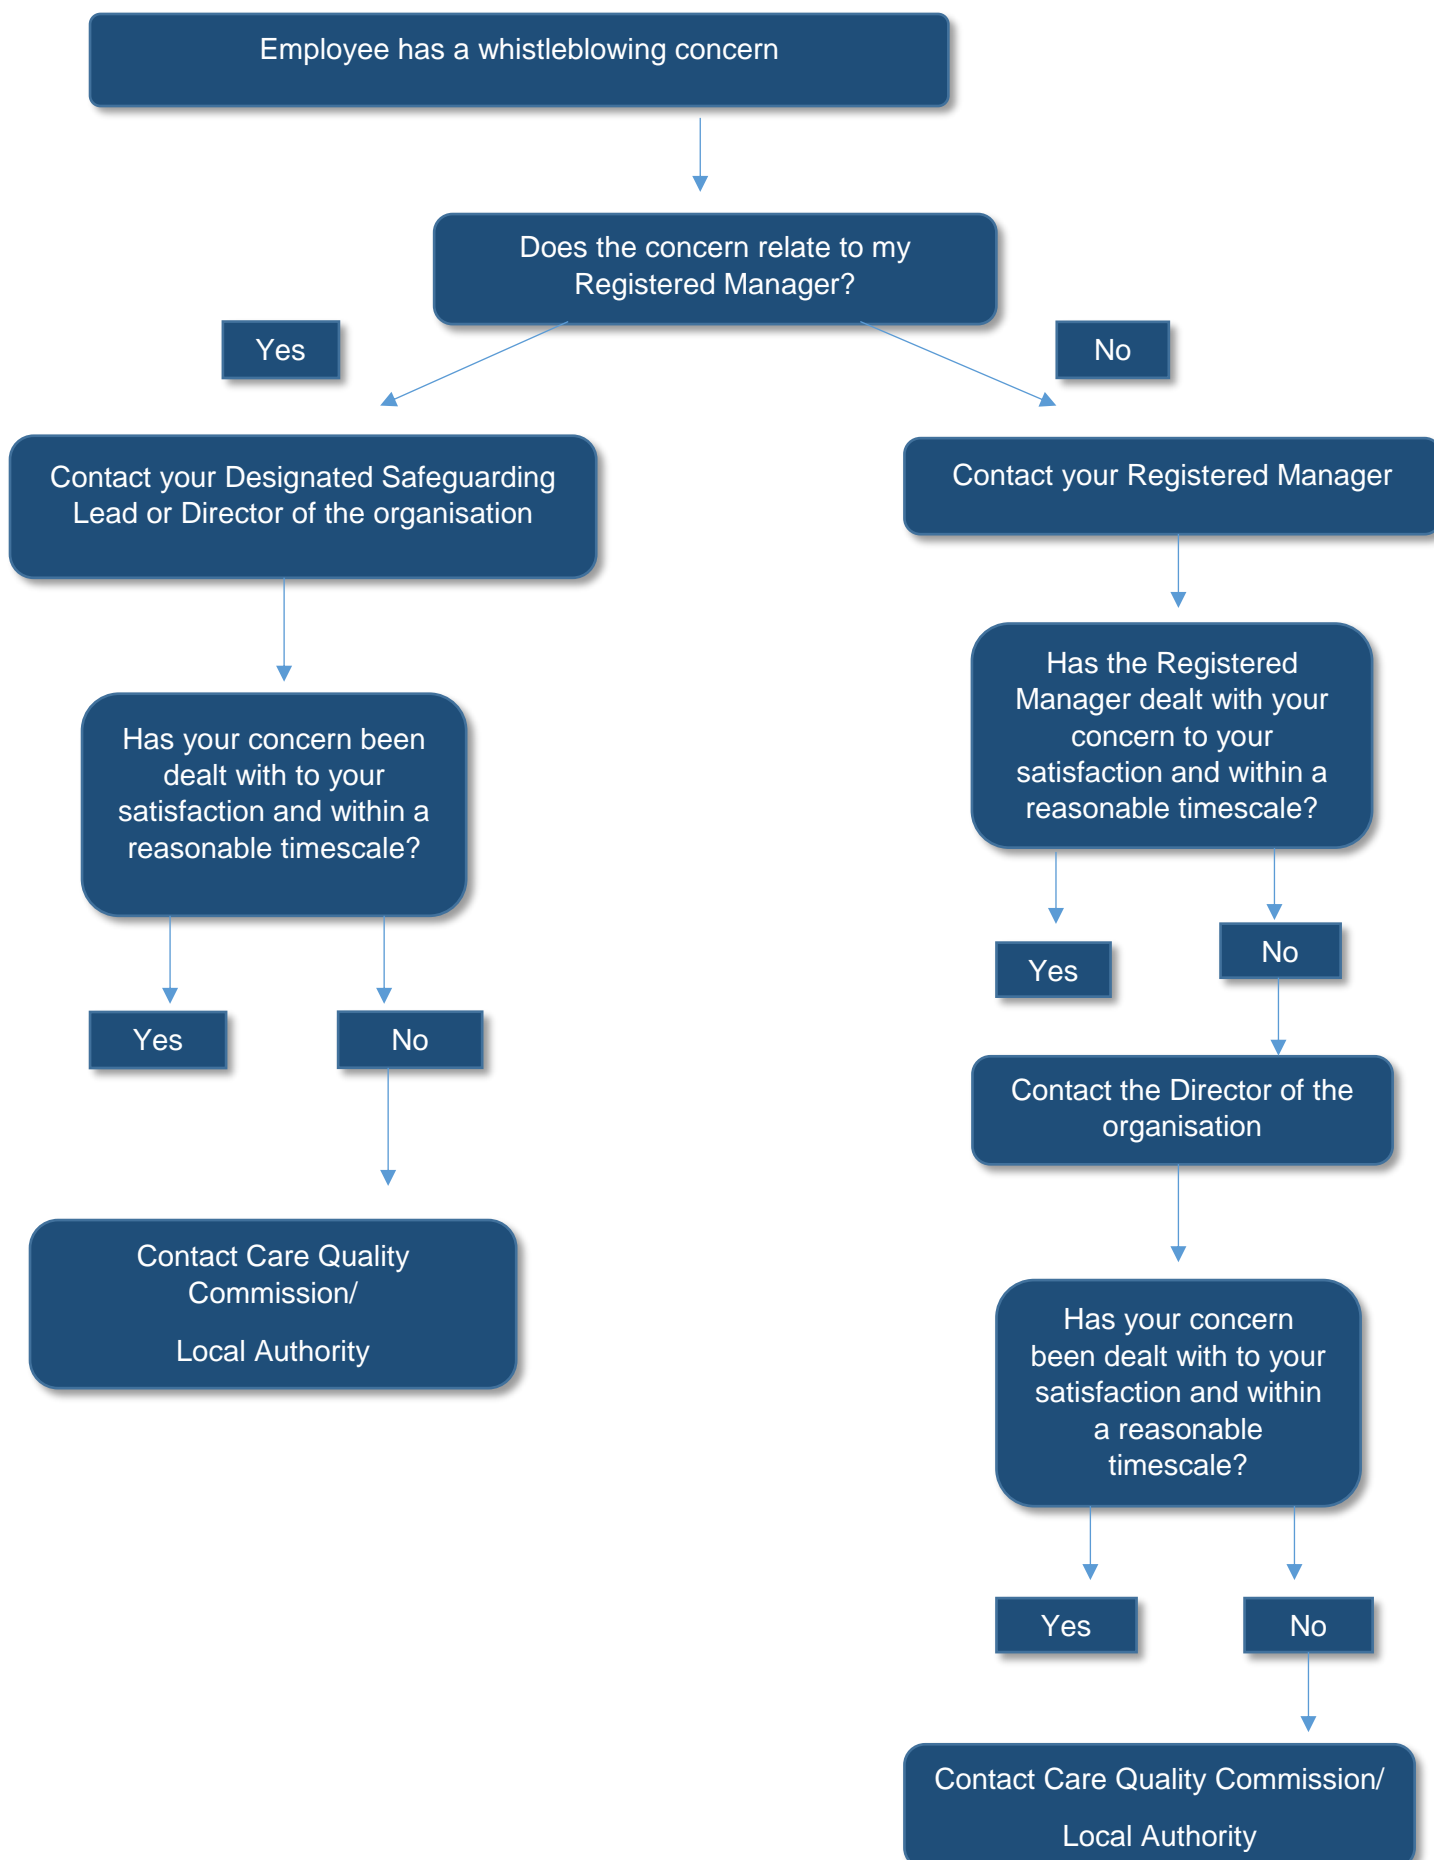 Employee has a whistleblowing concern
Does the concern relate to my
Registered Manager?
Yes
No
Contact your Designated Safeguarding
Lead or Director of the organisation
Contact your Registered Manager
Has your concern been
dealt with to your
satisfaction and within a
reasonable timescale?
Has the Registered
Manager dealt with your
concern to your
satisfaction and within a
reasonable timescale?
Yes
No
Yes
No
Contact Care Quality
Commission/
Local Authority
Contact the Director of the
organisation
Has your concern
been dealt with to your
satisfaction and within
a reasonable
timescale?
Yes
No
Contact Care Quality Commission/
Local Authority